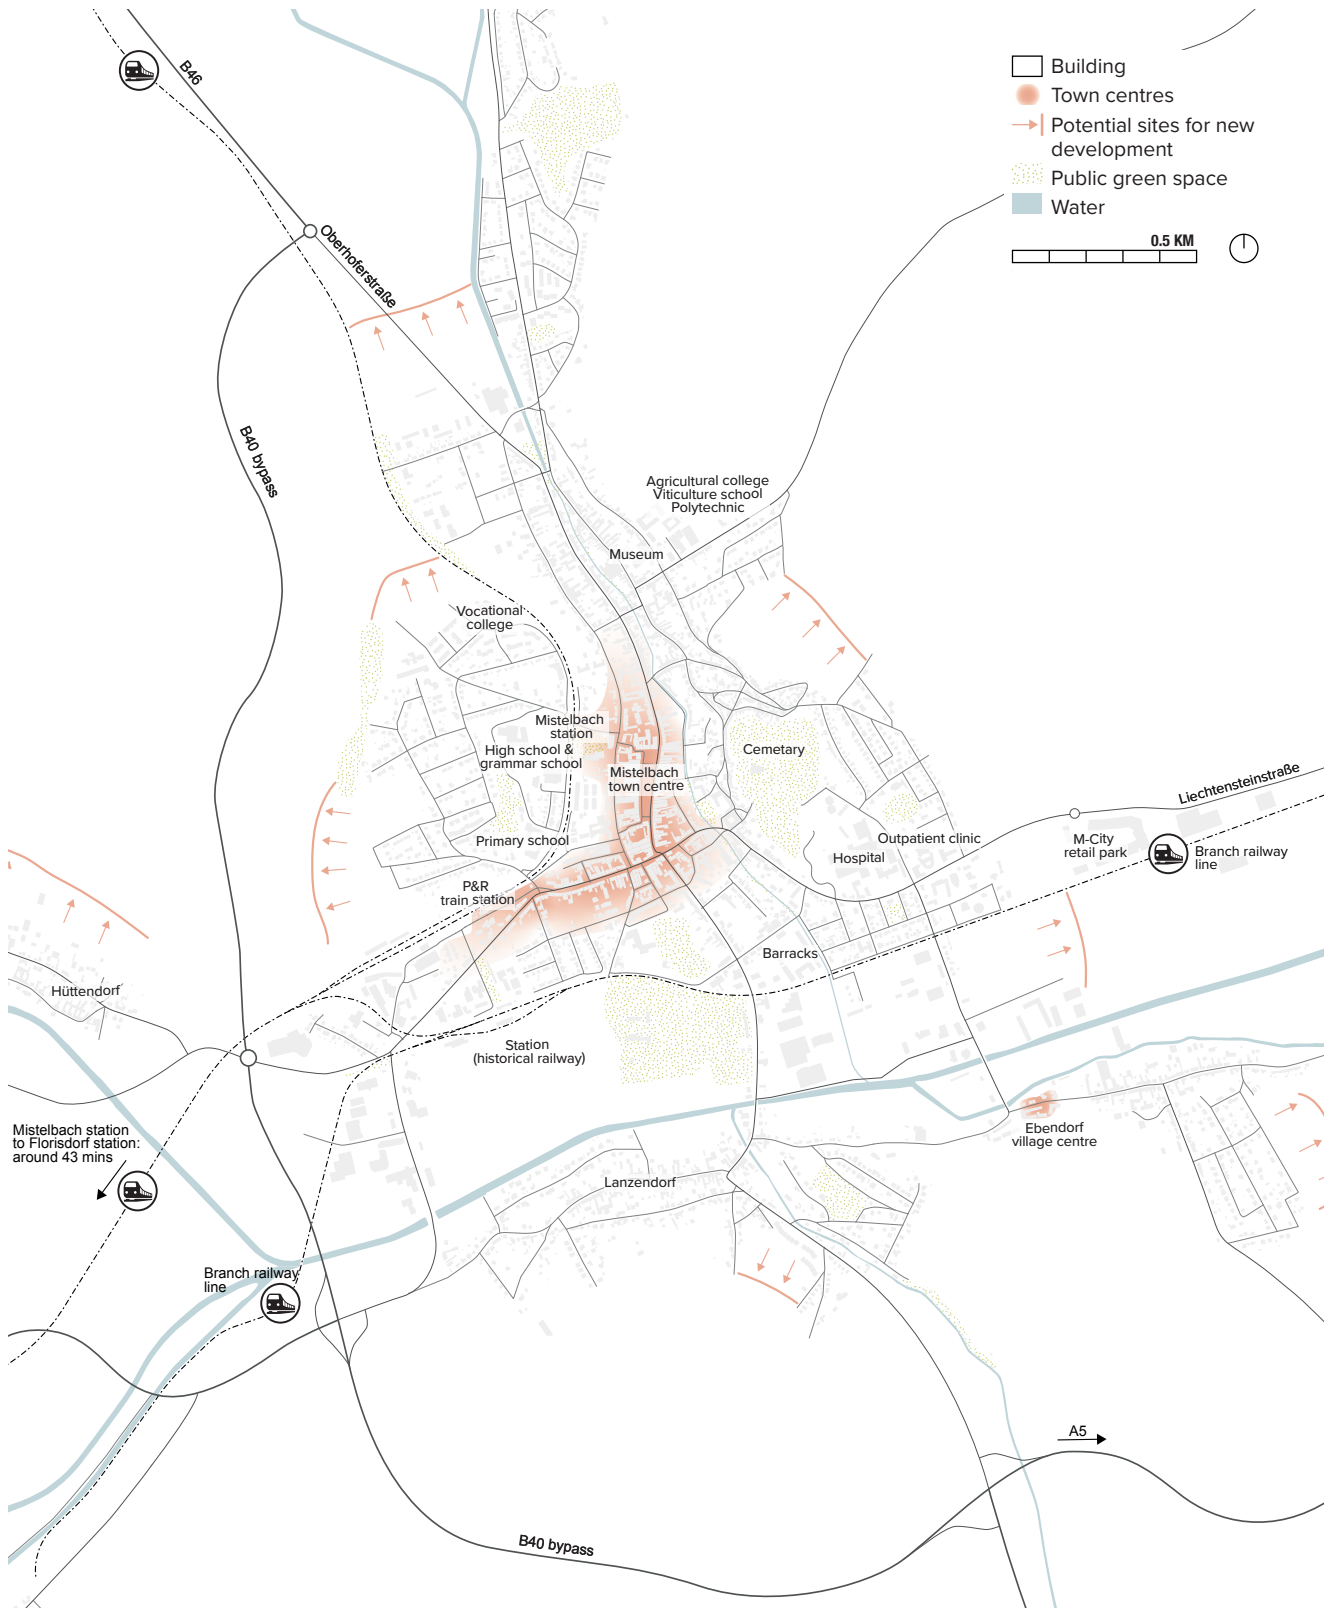 B46
Building
Town centres
Potential sites for new
development
Public green space
Water
0.5 KM
Oberhoferstraße
B40 bypass
Agricultural college
Viticulture school
Polytechnic
Museum
Vocational
college
Mistelbach
station
High school &
grammar school
Mistelbach
town centre
Cemetary
Primary school
Liechtensteinstraße
Outpatient clinic
M-City
retail park
Hospital
Branch railway
line
P&R
train station
Barracks
Hüttendorf
Station
(historical railway)
Mistelbach station
to Florisdorf station:
around 43 mins
Ebendorf
village centre
Lanzendorf
Branch railway
line
A5
B40 bypass